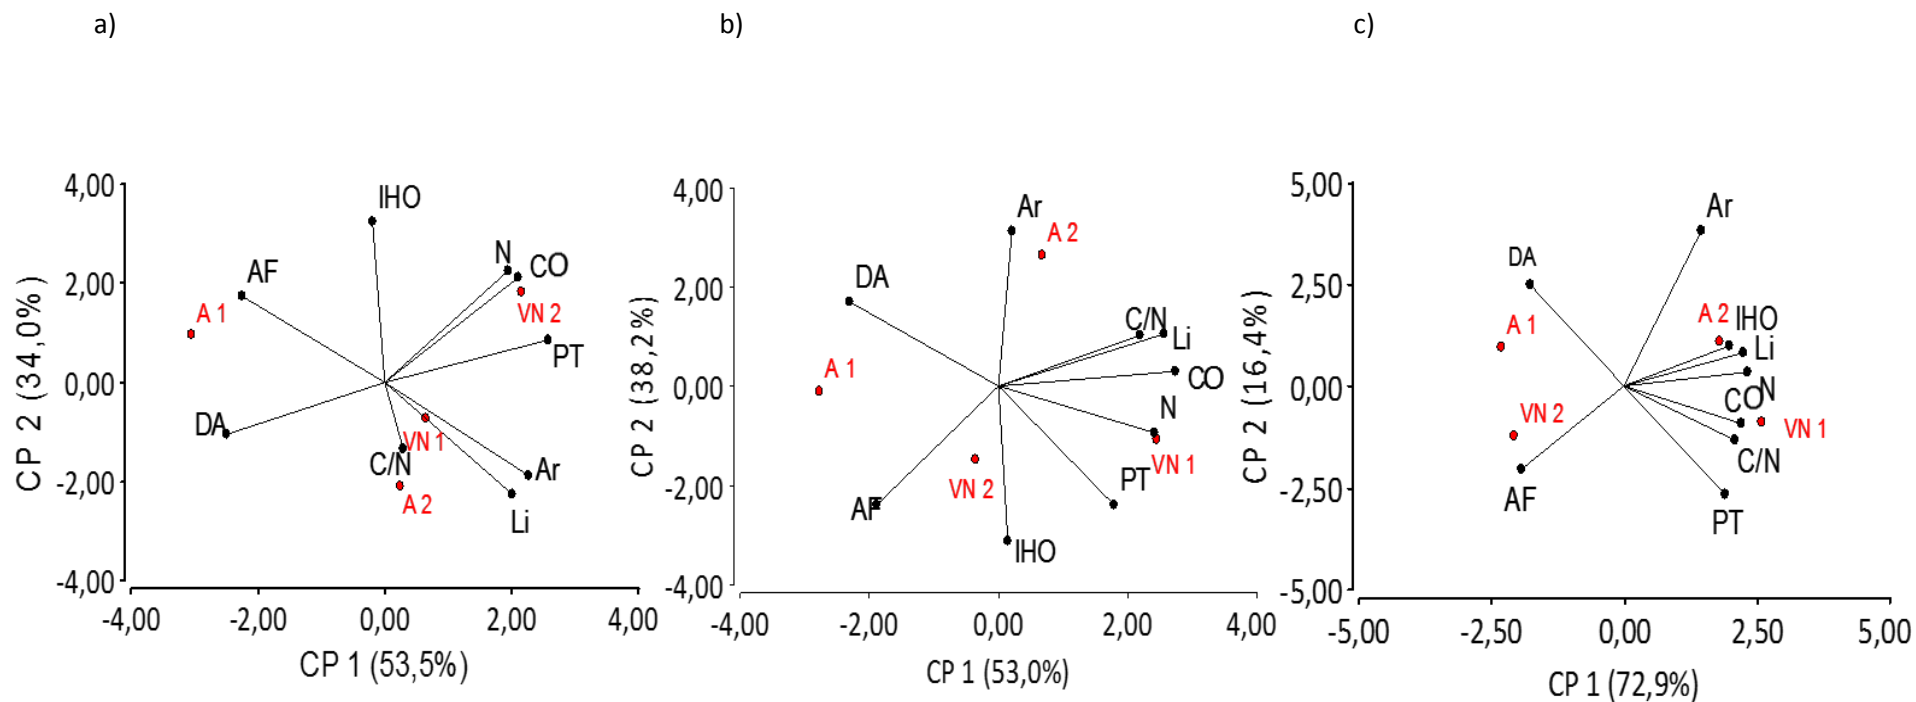 a)
4,00
2,00
0,00
-2,00
-4,00
CP 2 (34,0%)
IHO
AF
N
CO
A 1
VN 2
PT
DA
VN 1
C/N
Ar
A 2
Li
-4,00 -2,00 0,00 2,00 4,00
CP 1 (53,5%)
b)
4,00
2,00
0,00
-2,00
-4,00
CP 2 (38,2%)
Ar
A 2
DA
C/N
Li
A 1
CO
N
VN 1
PT
VN 2
AF
IHO
-4,00 -2,00 0,00 2,00 4,00
CP 1 (53,0%)
c)
5,00
2,50
0,00
-2,50
-5,00
CP 2 (16,4%)
Ar
DA
A 2
IHO
A 1
Li
N
CO
VN 2
VN 1
C/N
AF
PT
-5,00 -2,50 0,00 2,50 5,00
CP 1 (72,9%)